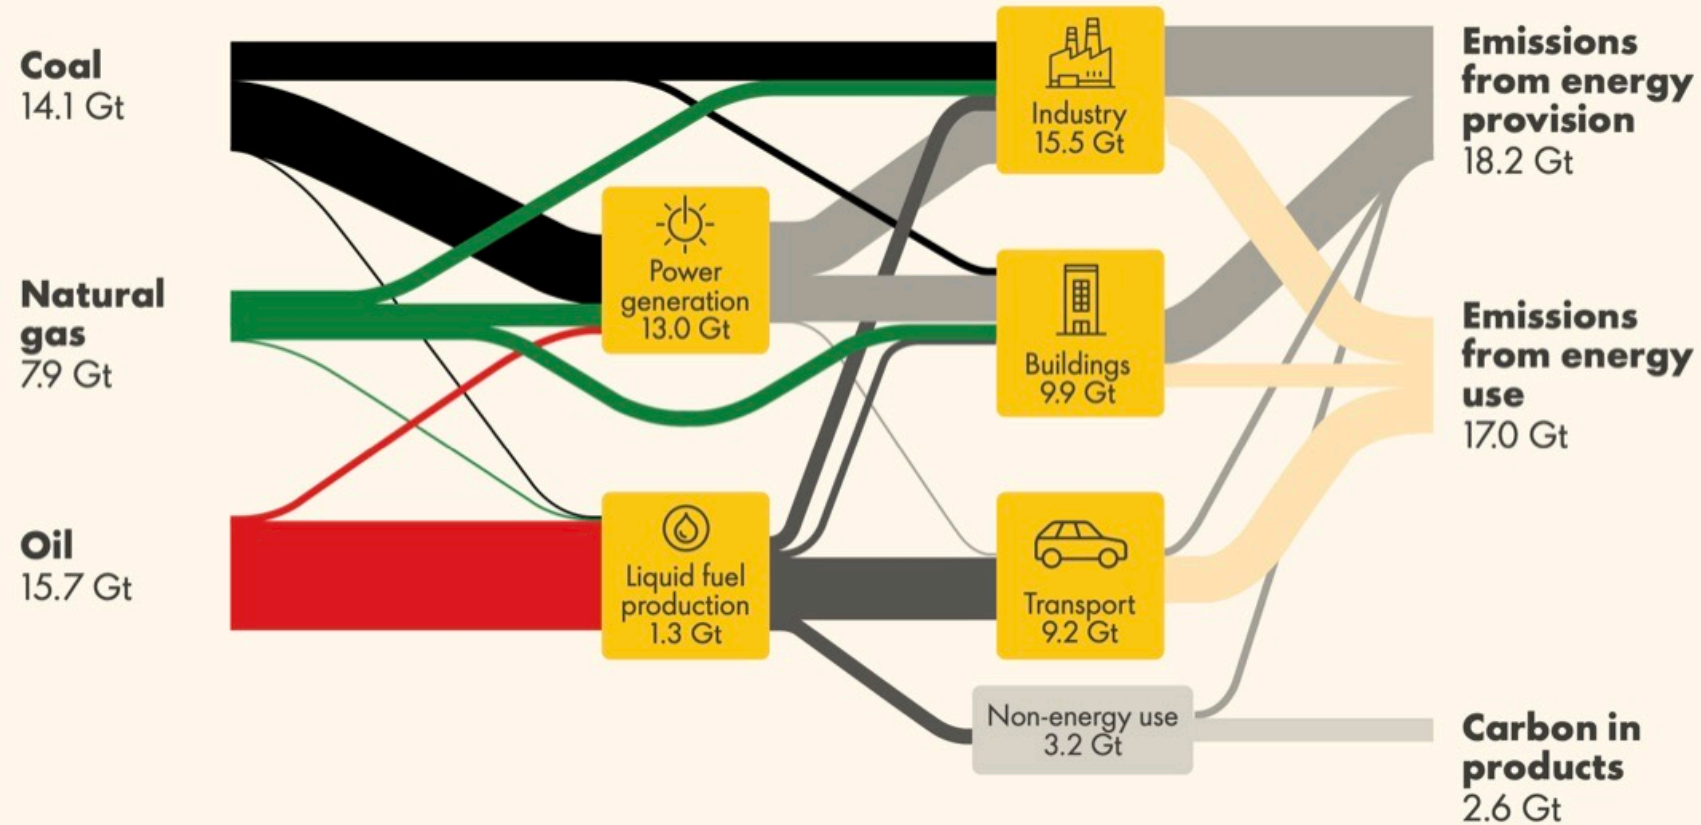 Coal
14.1 Gt
Natural
gas
7.9 Gt
Oil
15.7 Gt
Power
generation
13.0 Gt
Liquid fuel
production
1.3 Gt
Industry
15.5 Gt
Buildings
9.9 Gt
Transport
9.2 Gt
Non-energy use
3.2 Gt
Emissions
from energy
provision
18.2 Gt
Emissions
from energy
use
17.0 Gt
Carbon in
products
2.6 Gt